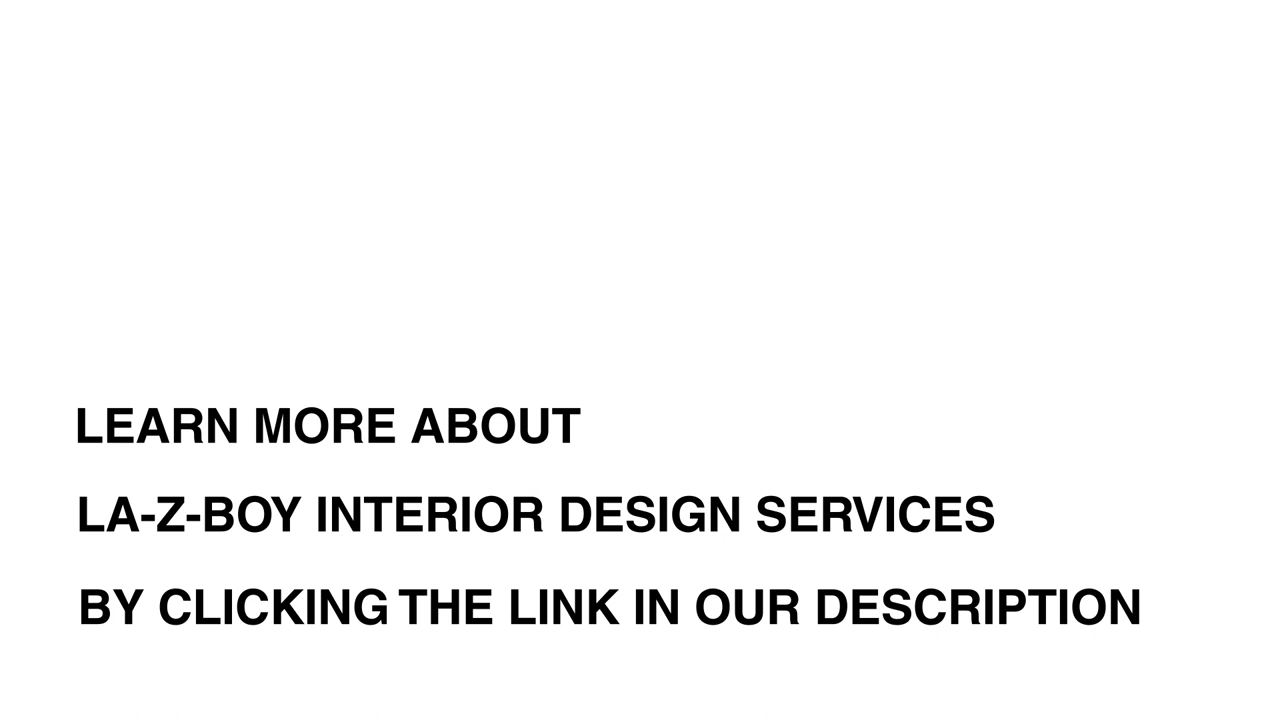 LEARN MORE ABOUT
LA-Z-BOY INTERIOR DESIGN SERVICES
BY CLICKING THE LINK IN OUR DESCRIPTION